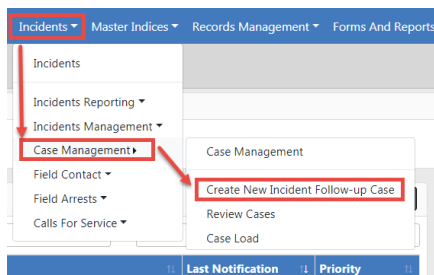 Incidents Master Indices Records Management Forms And Reports
Incidents
Incidents Reporting
Incidents Management
Case Management
Field Contact
Field Arrests
Calls For Service
Case Management
Create New Incident Follow-up Case
Review Cases
Case Load
Last Notification Priority